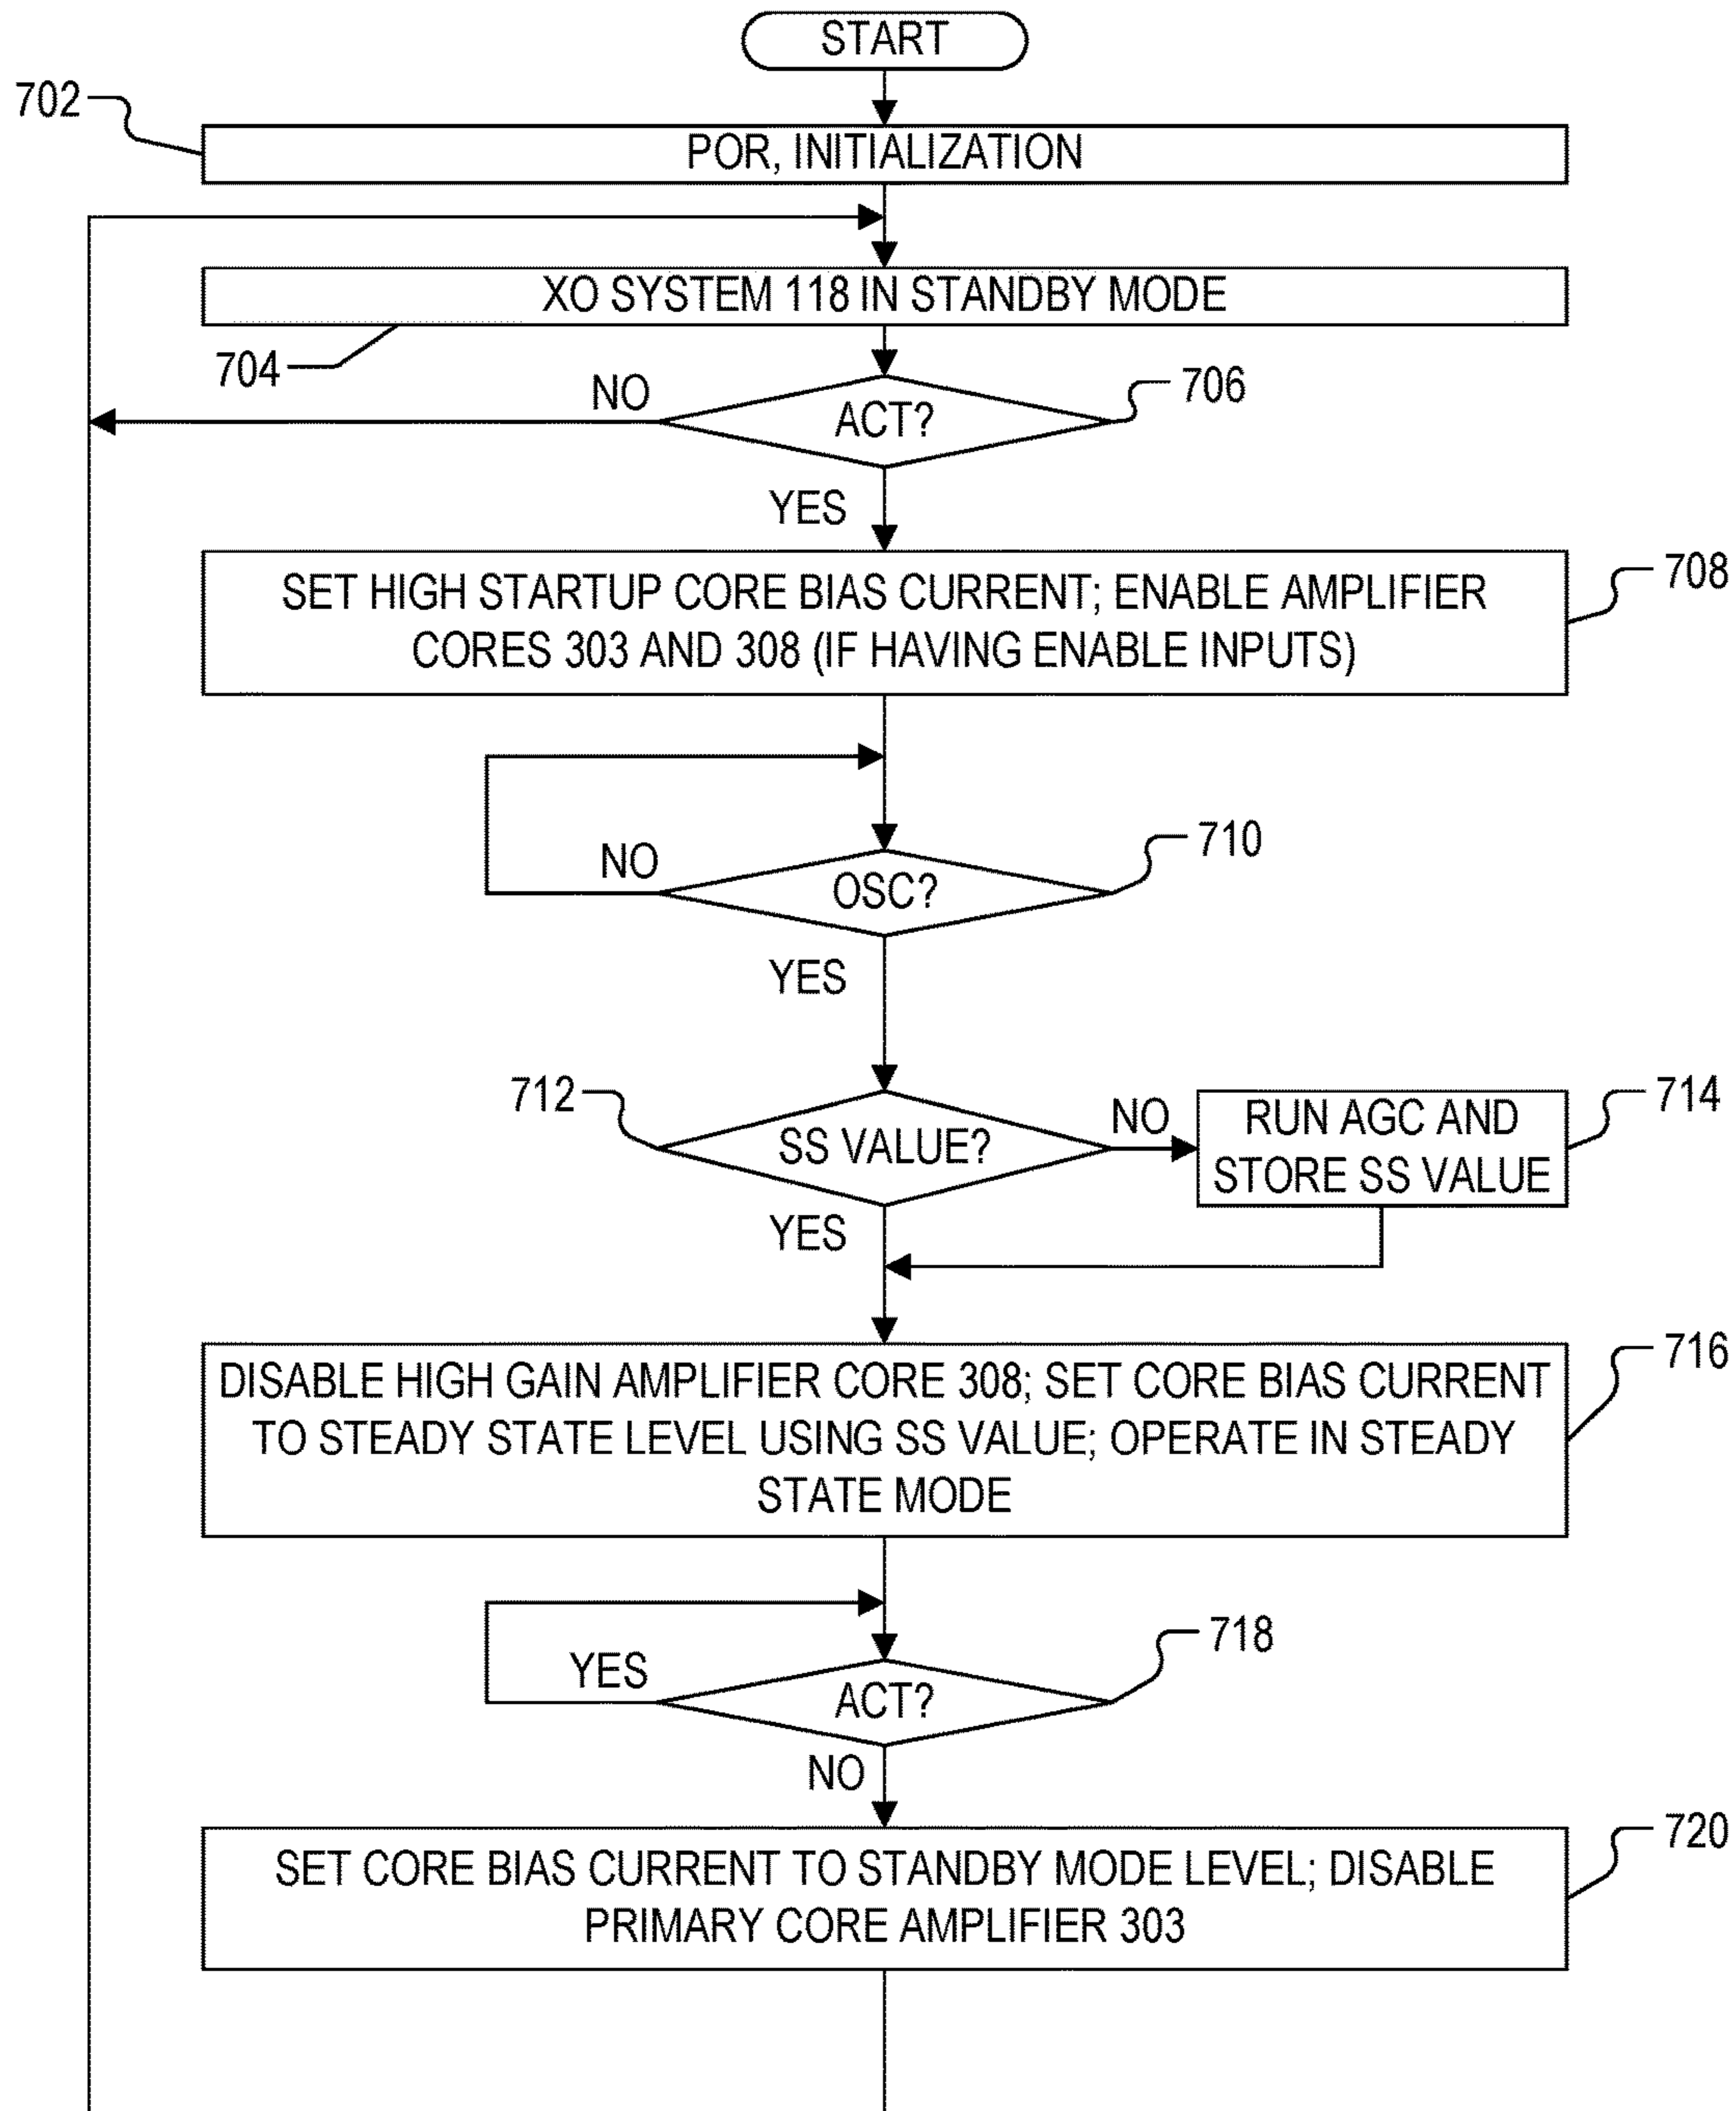 START
702
POR, INITIALIZATION
XO SYSTEM 118 IN STANDBY MODE
704
706
NO
ACT?
YES
708
SET HIGH STARTUP CORE BIAS CURRENT; ENABLE AMPLIFIER
CORES 303 AND 308 (IF HAVING ENABLE INPUTS)
710
NO
OSC?
YES
712
SS VALUE?
NO
714
RUN AGC AND
STORE SS VALUE
YES
716
DISABLE HIGH GAIN AMPLIFIER CORE 308; SET CORE BIAS CURRENT
TO STEADY STATE LEVEL USING SS VALUE; OPERATE IN STEADY
STATE MODE
718
YES
ACT?
NO
720
SET CORE BIAS CURRENT TO STANDBY MODE LEVEL; DISABLE
PRIMARY CORE AMPLIFIER 303